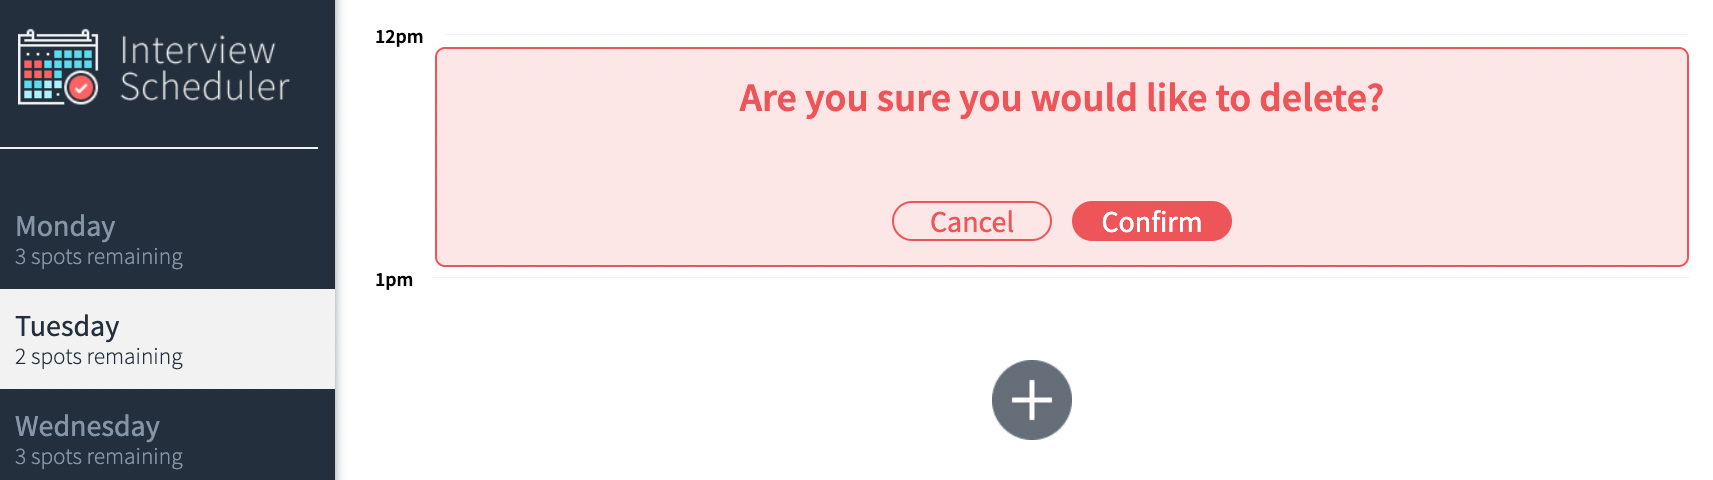 Interview
Scheduler
Monday
3 spots remaining
Tuesday
2 spots remaining
Wednesday
3 spots remaining
12pm
Are you sure you would like to delete?
Cancel Confirm
1pm